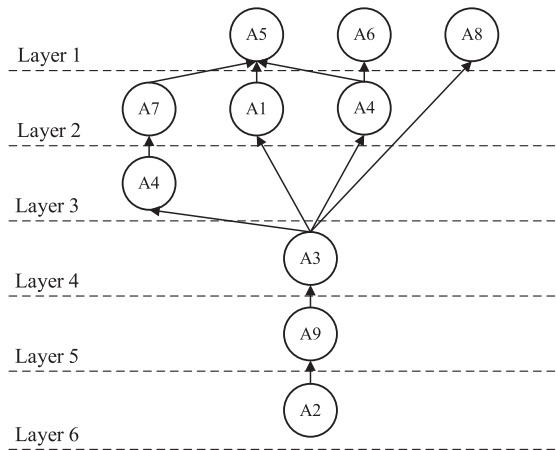 A5 A6 A8
Layer 1
A7 A1 A4
Layer 2
A4
Layer 3
A3
Layer 4
A9
Layer 5
A2
Layer 6